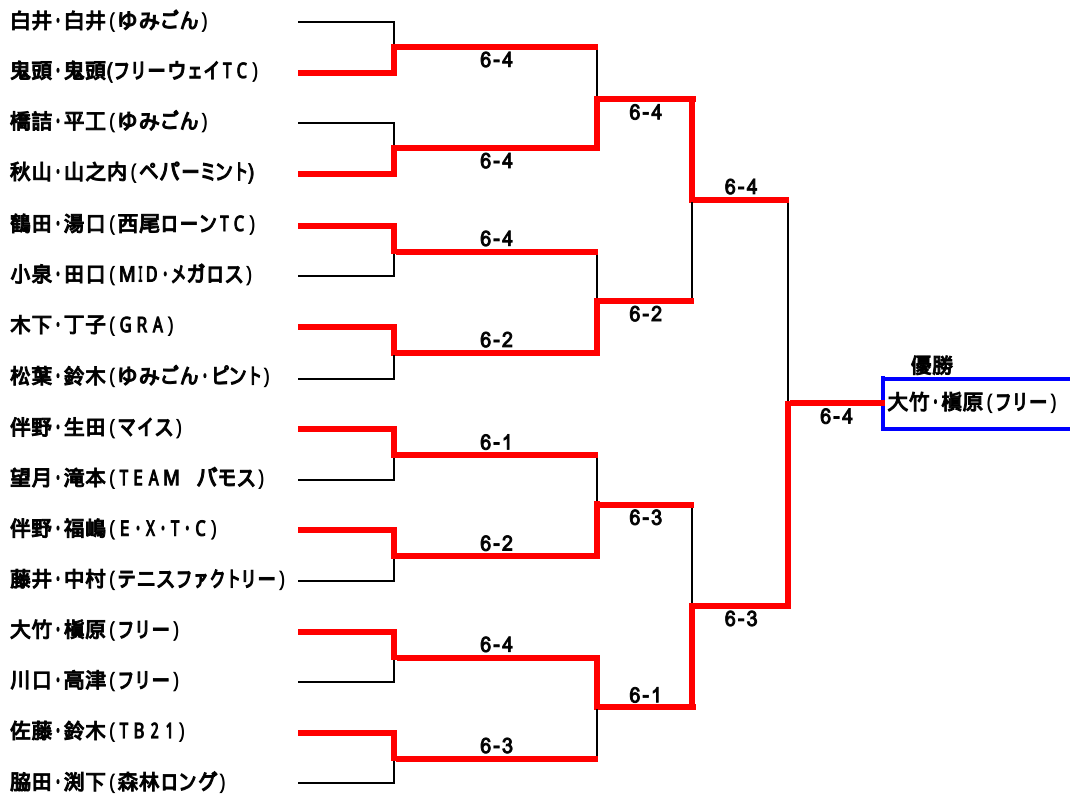 白井・白井(ゆみごん)
6-4
鬼頭・鬼頭(フリーウェイTC)
6-4
橋詰・平工(ゆみごん)
6-4
秋山・山之内(ペパーミント)
6-4
鶴田・湯口(西尾ローンTC)
6-4
小泉・田口(MID・メガロス)
6-2
木下・丁子(GRA)
6-2
優勝
松葉・鈴木(ゆみごん・ピント)
大竹・槇原(フリー)
6-4
伴野・生田(マイス)
6-1
望月・滝本(TEAM バモス)
6-3
伴野・福嶋(E・X・T・C)
6-2
藤井・中村(テニスファクトリー)
6-3
大竹・槇原(フリー)
6-4
川口・高津(フリー)
6-1
佐藤・鈴木(TB21)
6-3
脇田・渕下(森林ロング)